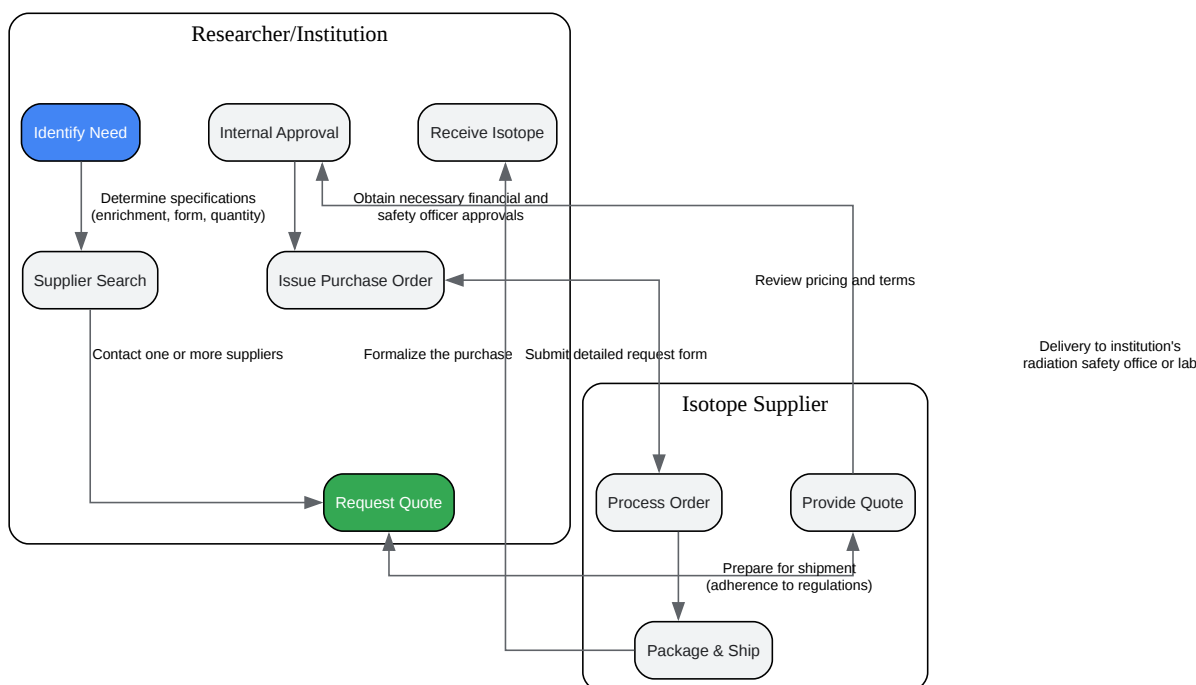 Researcher/Institution
Identify Need
Internal Approval
Receive Isotope
Determine specifications
(enrichment, form, quantity)
Obtain necessary financial and
safety officer approvals
Supplier Search
Issue Purchase Order
Review pricing and terms
Contact one or more suppliers
Formalize the purchase
Submit detailed request form
Delivery to institution's
radiation safety office or lab
Isotope Supplier
Request Quote
Process Order
Provide Quote
Prepare for shipment
(adherence to regulations)
Package & Ship